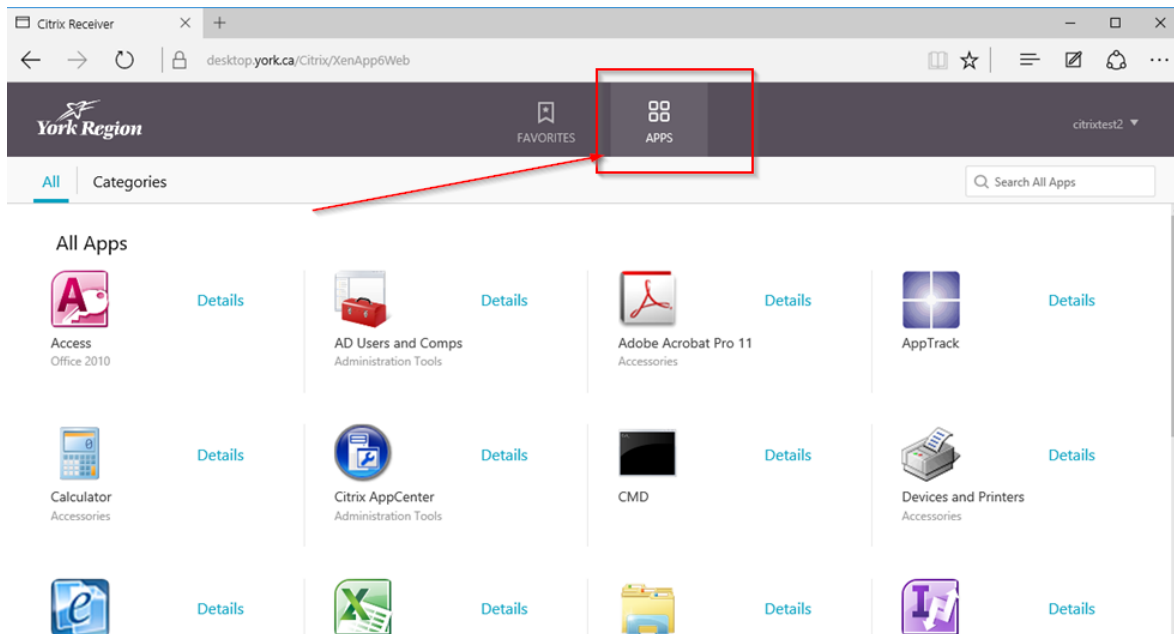 Citrix Receiver
desktop.york.ca/Citrix/XenApp6Web
York Region
FAVORITES
APPS
citrixtest2
All
Categories
Search All Apps
All Apps
Details
Details
Details
Details
Access
AD Users and Comps
Adobe Acrobat Pro 11
AppTrack
Office 2010
Administration Tools
Accessories
Details
Details
Details
Details
Calculator
Citrix AppCenter
CMD
Devices and Printers
Accessories
Administration Tools
Accessories
Details
Details
Details
Details